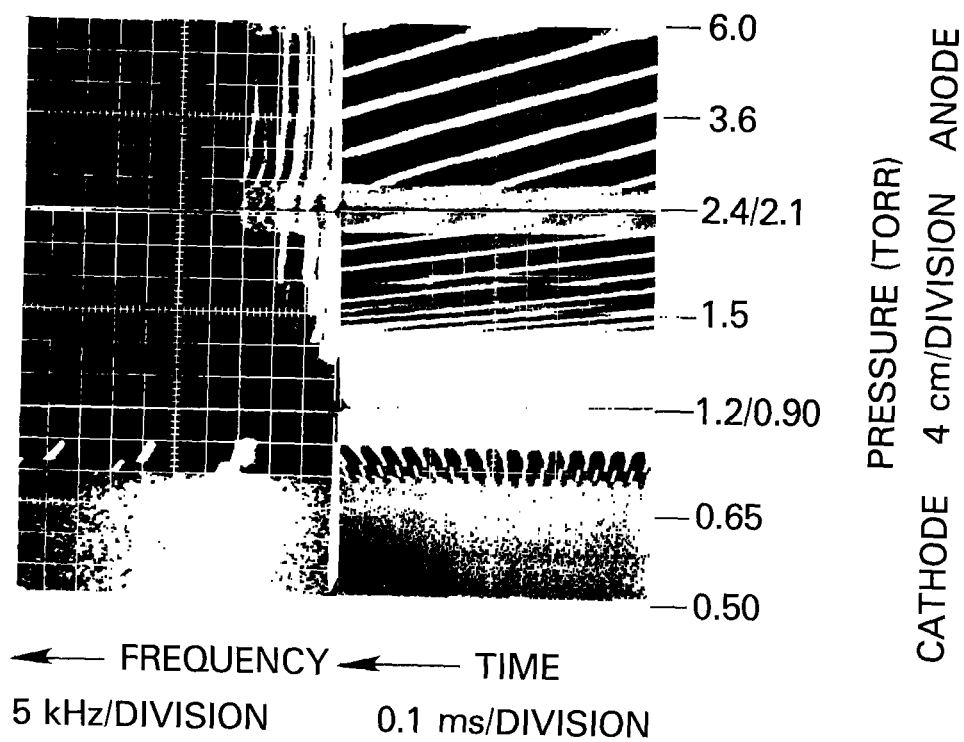 6.0
3.6
2.4/2.1
1.5
1.2/0.90
0.65
0.50
PRESSURE (TORR)
CATHODE 4 cm/DIVISION ANODE
FREQUENCY
TIME
5 kHz/DIVISION
0.1 ms/DIVISION